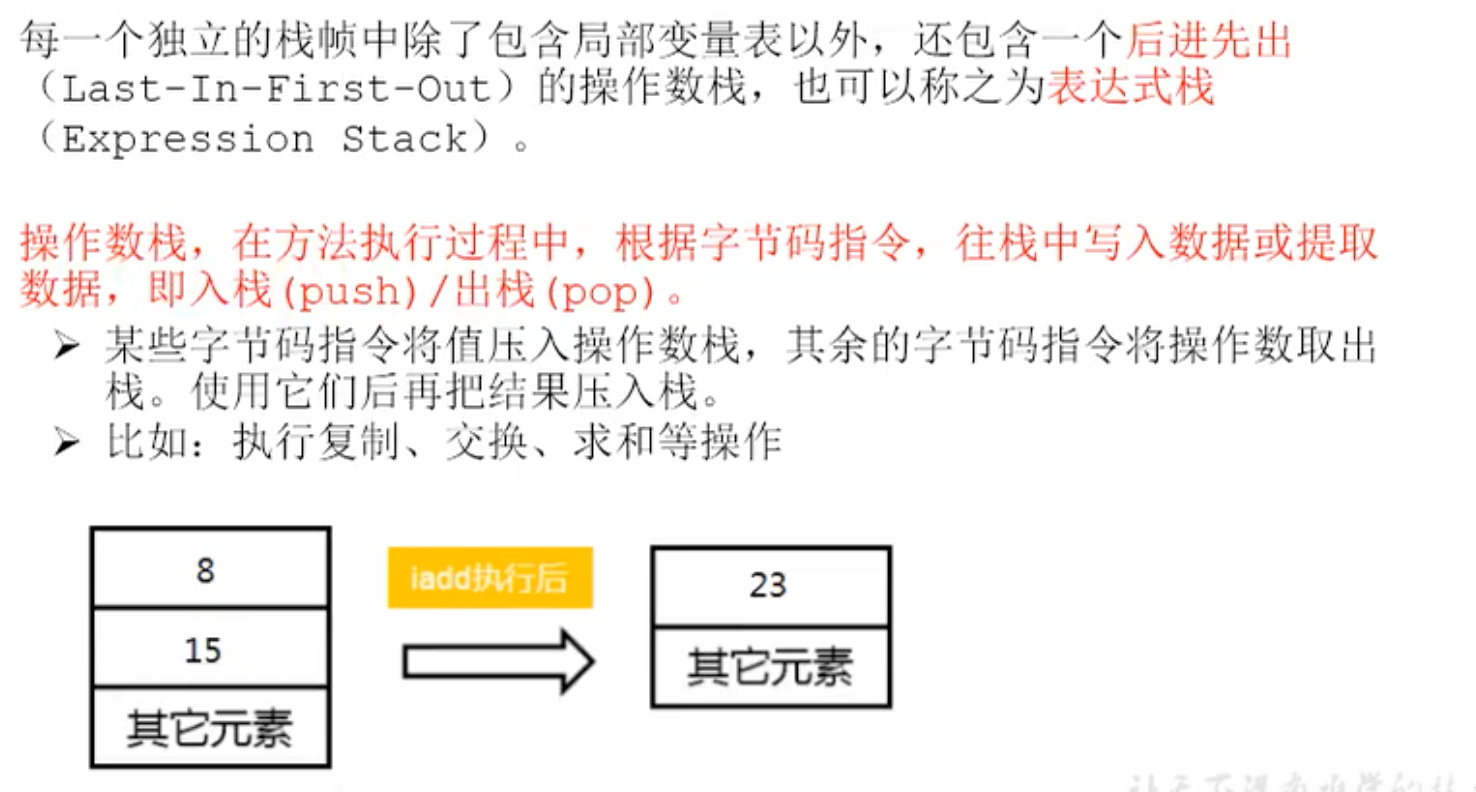 每一个独立的栈帧中除了包含局部变量表以外，还包含一个后进先出
（Last-In-First-Out）的操作数栈，也可以称之为表达式栈
（Expression Stack）。
操作数栈，在方法执行过程中，根据字节码指令，往栈中写入数据或提取
数据，即入栈(push)/出栈(pop)。
➢ 某些字节码指令将值压入操作数栈，其余的字节码指令将操作数取出
栈。使用它们后再把结果压入栈。
➢ 比如：执行复制、交换、求和等操作
8
15
其它元素
iadd执行后
23
其它元素